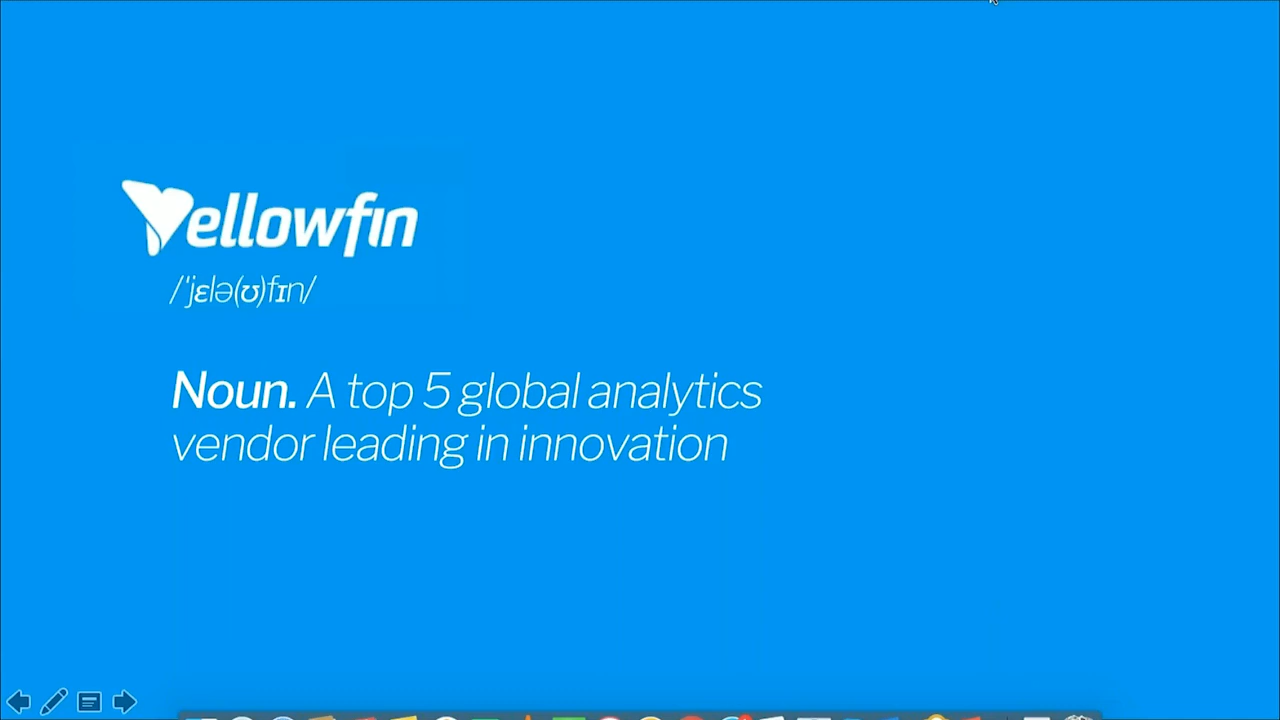 Yellowfin
/ˈjɛlə(ʊ)fɪn/
Noun. A top 5 global analytics
vendor leading in innovation